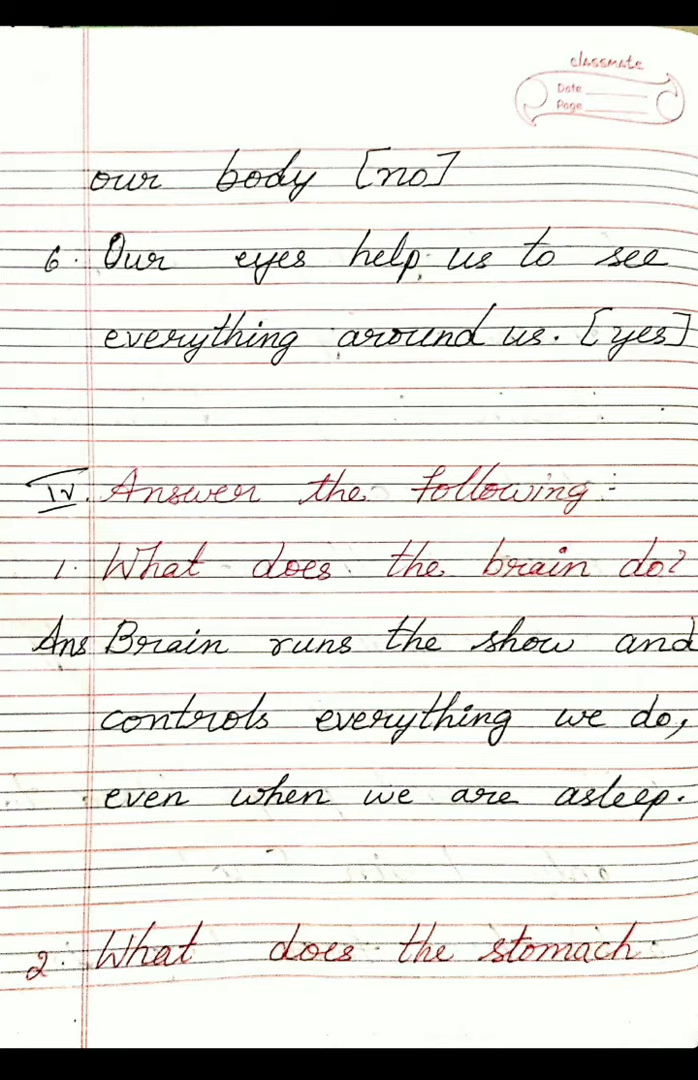 classmate
Date
Page
our body [no]
6. Our eyes help us to see
everything around us. [yes]
IV. Answer the following:-
1. What does the brain do?
Ans Brain runs the show and
controls everything we do,
even when we are asleep.
2. What does the stomach